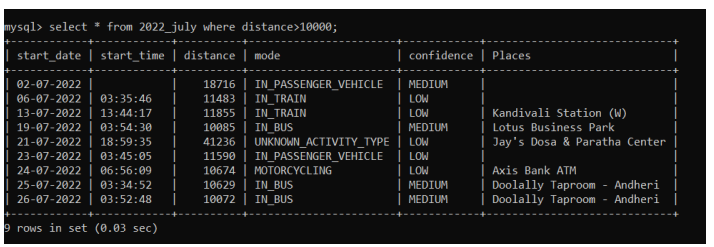 mysql> select * from 2022_july where distance>10000;
+------------+------------+----------+-----------------------+------------+------------------------------+
| start_date | start_time | distance | mode                  | confidence | Places                       |
+------------+------------+----------+-----------------------+------------+------------------------------+
| 02-07-2022 |            |    18716 | IN_PASSENGER_VEHICLE  | MEDIUM     |                              |
| 06-07-2022 | 03:35:46   |    11483 | IN_TRAIN              | LOW        |                              |
| 13-07-2022 | 13:44:17   |    11855 | IN_TRAIN              | LOW        | Kandivali Station (W)        |
| 19-07-2022 | 03:54:30   |    10085 | IN_BUS                | MEDIUM     | Lotus Business Park          |
| 21-07-2022 | 18:59:35   |    41236 | UNKNOWN_ACTIVITY_TYPE | LOW        | Jay's Dosa & Paratha Center  |
| 23-07-2022 | 03:45:05   |    11590 | IN_PASSENGER_VEHICLE  | LOW        |                              |
| 24-07-2022 | 06:56:09   |    10674 | MOTORCYCLING          | LOW        | Axis Bank ATM                |
| 25-07-2022 | 03:34:52   |    10629 | IN_BUS                | MEDIUM     | Doolally Taproom - Andheri   |
| 26-07-2022 | 03:52:48   |    10072 | IN_BUS                | MEDIUM     | Doolally Taproom - Andheri   |
+------------+------------+----------+-----------------------+------------+------------------------------+
9 rows in set (0.03 sec)